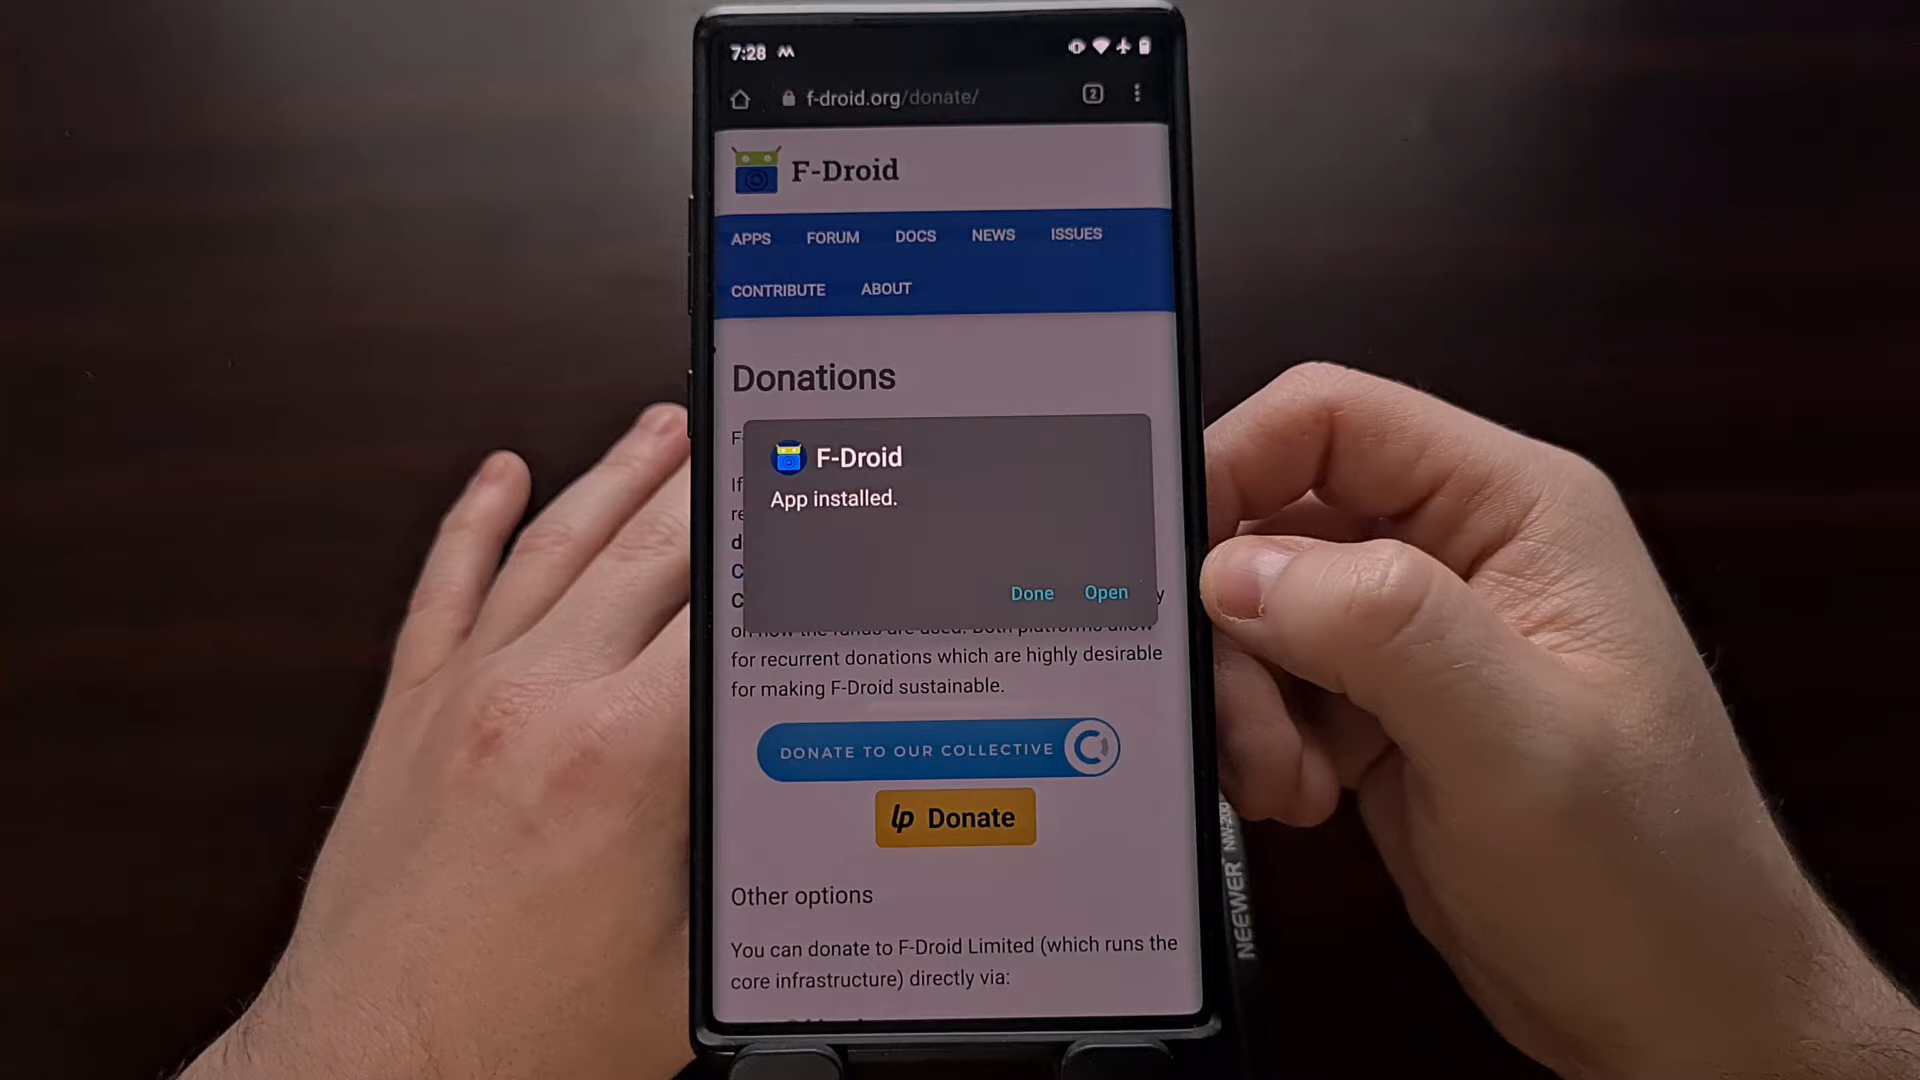 7:28
f-droid.org/donate/
2
F-Droid
APPS FORUM DOCS NEWS ISSUES
CONTRIBUTE ABOUT
Donations
F-Droid
App installed.
Done Open
for recurrent donations which are highly desirable
for making F-Droid sustainable.
DONATE TO OUR COLLECTIVE
lp Donate
Other options
You can donate to F-Droid Limited (which runs the
core infrastructure) directly via:
NEEWER